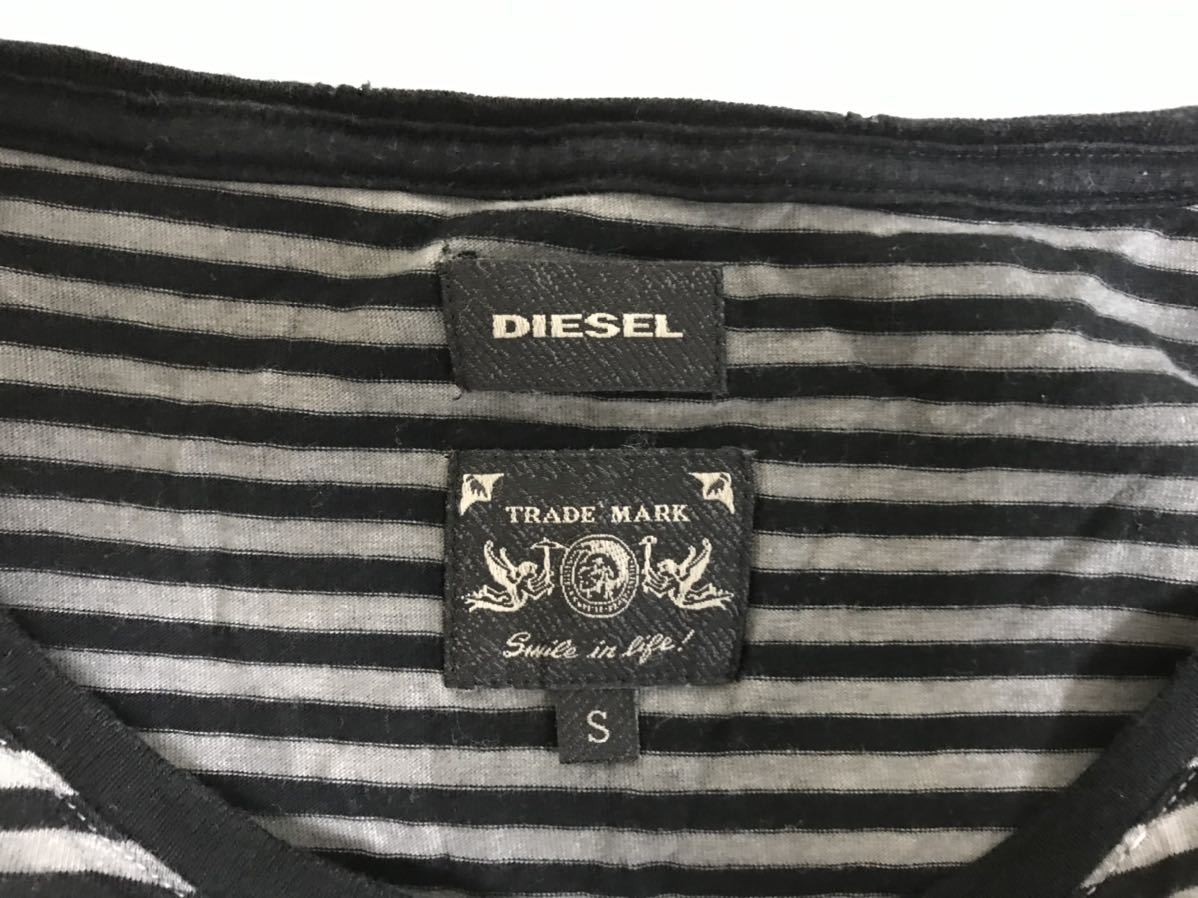 DIESEL
TRADE MARK
Smile in life!
S